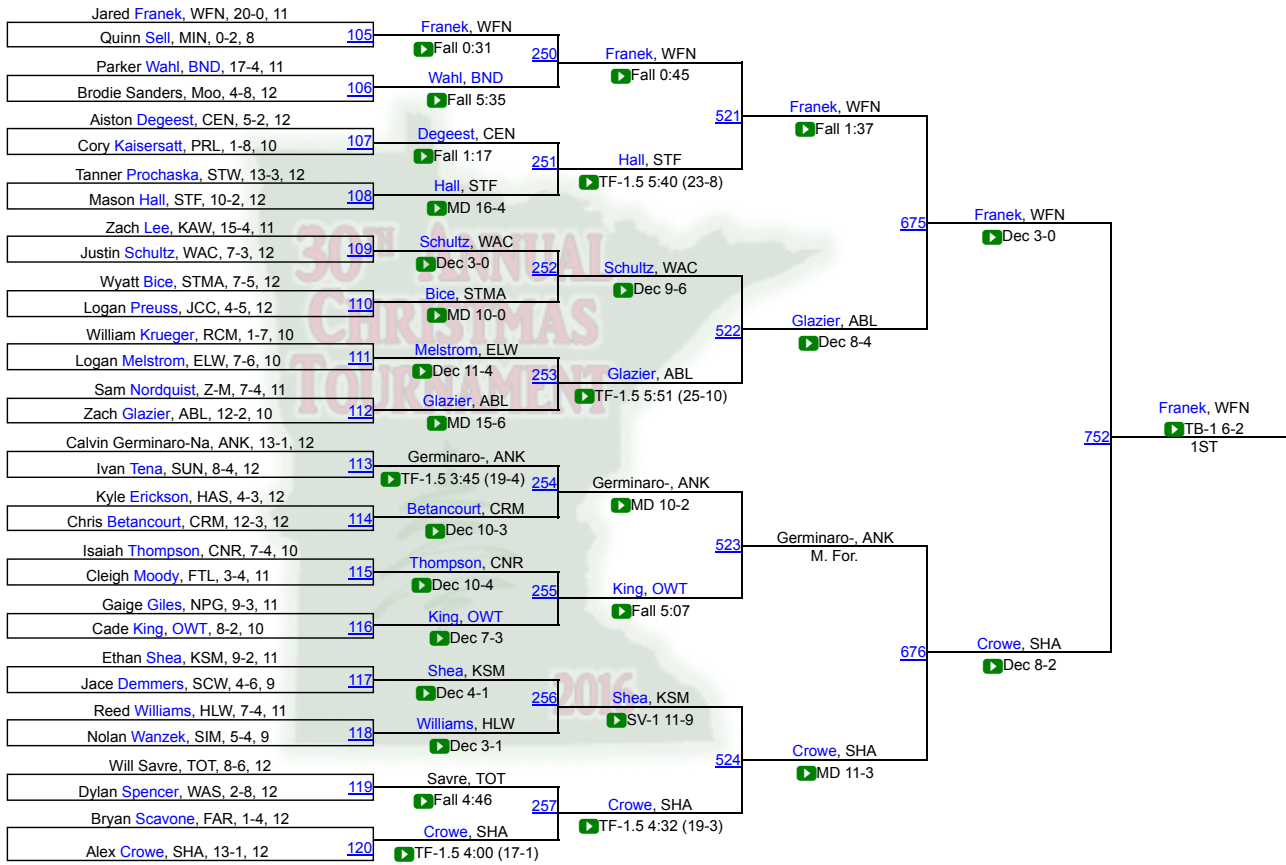 Jared Franek, WFN, 20-0, 11
Quinn Sell, MIN, 0-2, 8
105
Parker Wahl, BND, 17-4, 11
Brodie Sanders, Moo, 4-8, 12
106
Aiston Degeest, CEN, 5-2, 12
Cory Kaisersatt, PRL, 1-8, 10
107
Tanner Prochaska, STW, 13-3, 12
Mason Hall, STF, 10-2, 12
108
Zach Lee, KAW, 15-4, 11
Justin Schultz, WAC, 7-3, 12
109
Wyatt Bice, STMA, 7-5, 12
Logan Preuss, JCC, 4-5, 12
110
William Krueger, RCM, 1-7, 10
Logan Melstrom, ELW, 7-6, 10
111
Sam Nordquist, Z-M, 7-4, 11
Zach Glazier, ABL, 12-2, 10
112
Calvin Germinaro-Na, ANK, 13-1, 12
Ivan Tena, SUN, 8-4, 12
113
Kyle Erickson, HAS, 4-3, 12
Chris Betancourt, CRM, 12-3, 12
114
Isaiah Thompson, CNR, 7-4, 10
Cleigh Moody, FTL, 3-4, 11
115
Gaige Giles, NPG, 9-3, 11
Cade King, OWT, 8-2, 10
116
Ethan Shea, KSM, 9-2, 11
Jace Demmers, SCW, 4-6, 9
117
Reed Williams, HLW, 7-4, 11
Nolan Wanzek, SIM, 5-4, 9
118
Will Savre, TOT, 8-6, 12
Dylan Spencer, WAS, 2-8, 12
119
Bryan Scavone, FAR, 1-4, 12
Alex Crowe, SHA, 13-1, 12
120
Franek, WFN
Fall 0:31
250
Wahl, BND
Fall 5:35
Degeest, CEN
Fall 1:17
251
Hall, STF
MD 16-4
Schultz, WAC
Dec 3-0
252
Bice, STMA
MD 10-0
Melstrom, ELW
Dec 11-4
253
Glazier, ABL
MD 15-6
Germinaro-, ANK
TF-1.5 3:45 (19-4)
254
Betancourt, CRM
Dec 10-3
Thompson, CNR
Dec 10-4
255
King, OWT
Dec 7-3
Shea, KSM
Dec 4-1
256
Williams, HLW
Dec 3-1
Savre, TOT
Fall 4:46
257
Crowe, SHA
TF-1.5 4:00 (17-1)
Franek, WFN
Fall 0:45
521
Hall, STF
TF-1.5 5:40 (23-8)
Schultz, WAC
Dec 9-6
522
Glazier, ABL
TF-1.5 5:51 (25-10)
Germinaro-, ANK
MD 10-2
523
King, OWT
Fall 5:07
Shea, KSM
SV-1 11-9
524
Crowe, SHA
TF-1.5 4:32 (19-3)
Franek, WFN
Fall 1:37
675
Glazier, ABL
Dec 8-4
Germinaro-, ANK
M. For.
676
Crowe, SHA
MD 11-3
Franek, WFN
Dec 3-0
752
Crowe, SHA
Dec 8-2
Franek, WFN
TB-1 6-2
1ST
30TH ANNUAL
CHRISTMAS
TOURNAMENT
2016